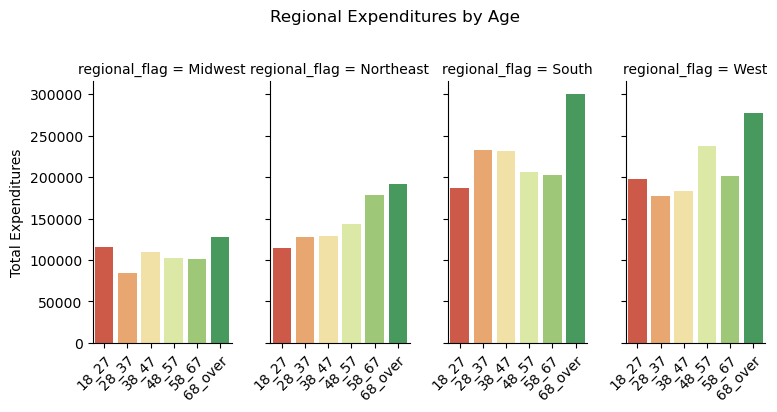 Regional Expenditures by Age
regional_flag = Midwest
regional_flag = Northeast
regional_flag = South
regional_flag = West
Total Expenditures
300000
250000
200000
150000
100000
50000
0
18_27
28_37
38_47
48_57
58_67
68_over
18_27
28_37
38_47
48_57
58_67
68_over
18_27
28_37
38_47
48_57
58_67
68_over
18_27
28_37
38_47
48_57
58_67
68_over